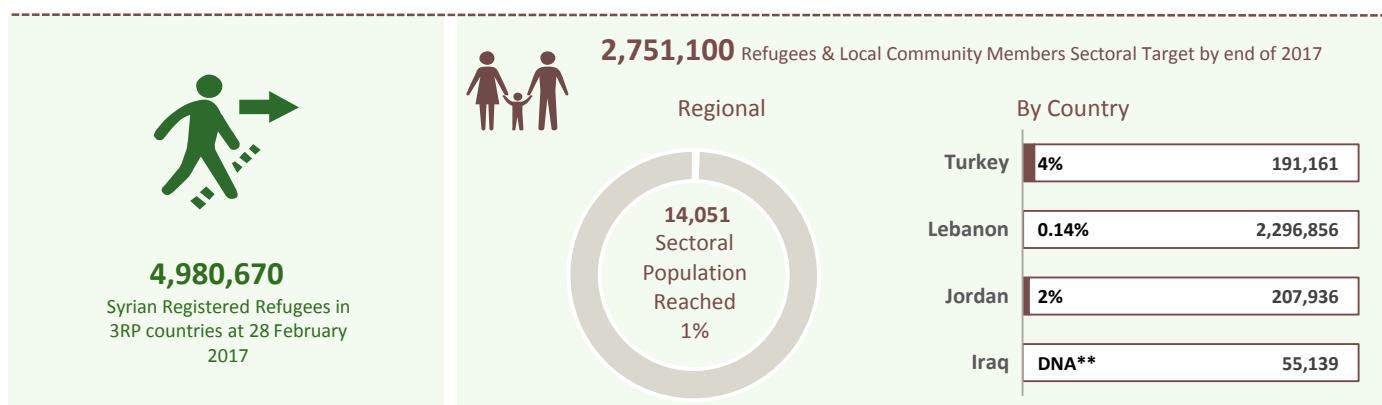 4,980,670
Syrian Registered Refugees in
3RP countries at 28 February
2017
2,751,100 Refugees & Local Community Members Sectoral Target by end of 2017
Regional
14,051
Sectoral
Population
Reached
1%
By Country
Turkey 4% 191,161
Lebanon 0.14% 2,296,856
Jordan 2% 207,936
Iraq DNA** 55,139